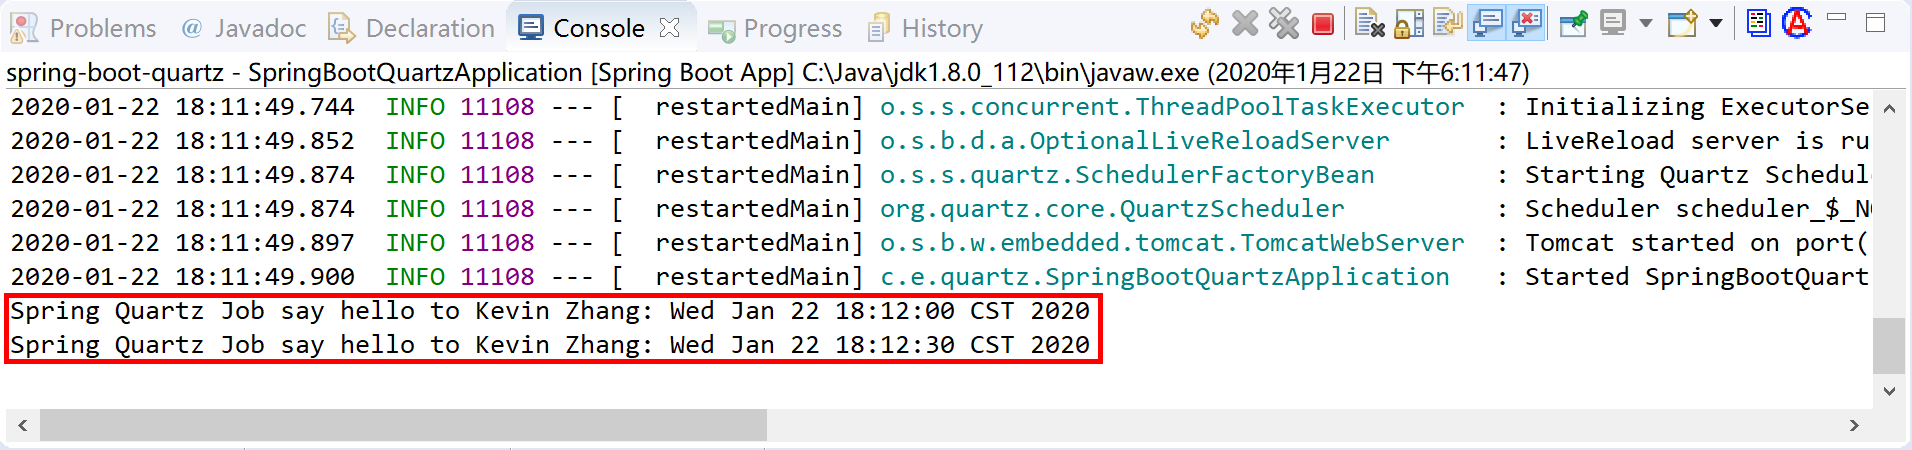 Problems @ Javadoc Declaration Console Progress History
spring-boot-quartz - SpringBootQuartzApplication [Spring Boot App] C:\Java\jdk1.8.0_112\bin\javaw.exe (2020年1月22日 下午6:11:47)
2020-01-22 18:11:49.744  INFO 11108 --- [  restartedMain] o.s.s.concurrent.ThreadPoolTaskExecutor  : Initializing ExecutorSe
2020-01-22 18:11:49.852  INFO 11108 --- [  restartedMain] o.s.b.d.a.OptionalLiveReloadServer       : LiveReload server is ru
2020-01-22 18:11:49.874  INFO 11108 --- [  restartedMain] o.s.s.quartz.SchedulerFactoryBean        : Starting Quartz Schedul
2020-01-22 18:11:49.874  INFO 11108 --- [  restartedMain] org.quartz.core.QuartzScheduler          : Scheduler scheduler_$_NO
2020-01-22 18:11:49.897  INFO 11108 --- [  restartedMain] o.s.b.w.embedded.tomcat.TomcatWebServer  : Tomcat started on port(
2020-01-22 18:11:49.900  INFO 11108 --- [  restartedMain] c.e.quartz.SpringBootQuartzApplication   : Started SpringBootQuart
Spring Quartz Job say hello to Kevin Zhang: Wed Jan 22 18:12:00 CST 2020
Spring Quartz Job say hello to Kevin Zhang: Wed Jan 22 18:12:30 CST 2020